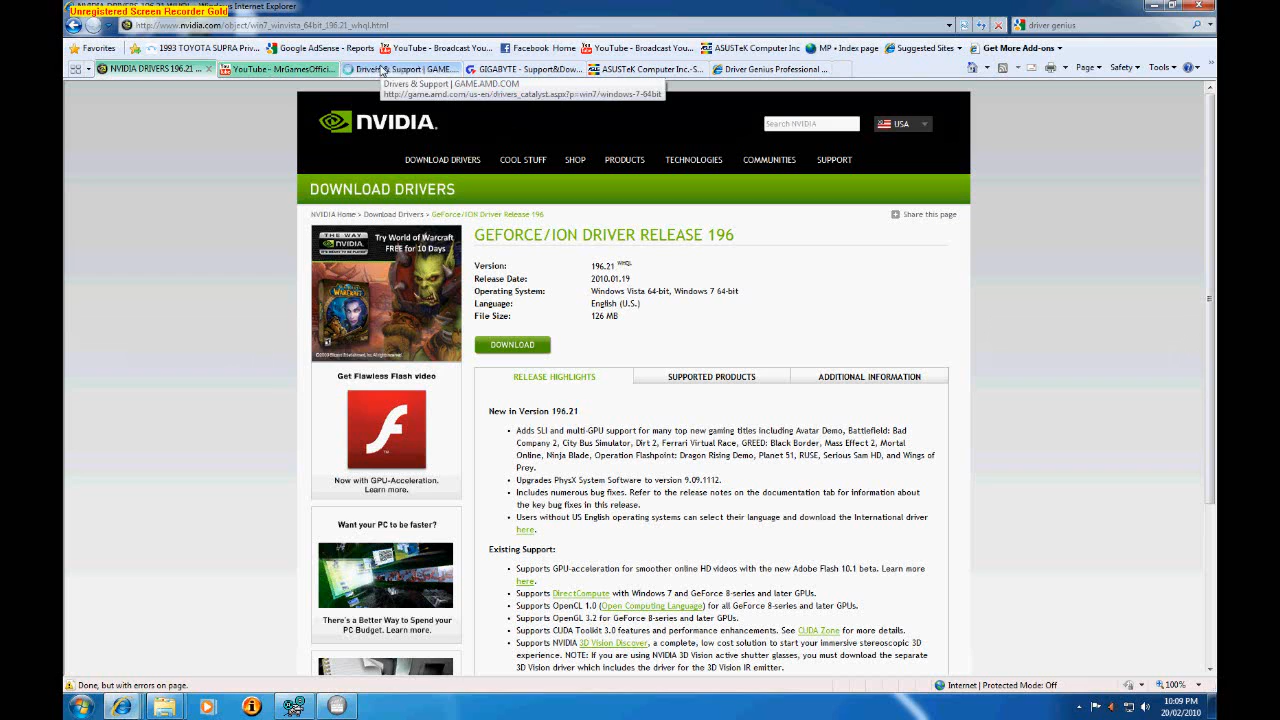 Unregistered Screen Recorder Gold
Internet Explorer
http://www.nvidia.com/object/win7_winvista_64bit_196.21_whql.html
driver genius
Favorites
1993 TOYOTA SUPRA Priv...
Google AdSense - Reports
YouTube - Broadcast You...
Facebook Home
YouTube - Broadcast You...
ASUSTeK Computer Inc
MP • Index page
Suggested Sites
Get More Add-ons
NVIDIA DRIVERS 196.21 ...
YouTube - MrGamesOffici...
Drivers & Support | GAME....
GIGABYTE - Support&Dow...
ASUSTeK Computer Inc.-S...
Driver Genius Professional ...
Page
Safety
Tools
Drivers & Support | GAME.AMD.COM
http://game.amd.com/us-en/drivers_catalyst.aspx?p=win7/windows-7-64bit
NVIDIA.
Search NVIDIA
USA
DOWNLOAD DRIVERS
COOL STUFF
SHOP
PRODUCTS
TECHNOLOGIES
COMMUNITIES
SUPPORT
DOWNLOAD DRIVERS
NVIDIA Home > Download Drivers > GeForce/ION Driver Release 196
Share this page
THE WAY
NVIDIA
Try World of Warcraft
FREE for 10 Days
WARCRAFT
Get Flawless Flash video
Now with GPU-Acceleration.
Learn more.
Want your PC to be faster?
There's a Better Way to Spend your
PC Budget. Learn more.
GEFORCE/ION DRIVER RELEASE 196
Version: 196.21 WHQL
Release Date: 2010.01.19
Operating System: Windows Vista 64-bit, Windows 7 64-bit
Language: English (U.S.)
File Size: 126 MB
DOWNLOAD
RELEASE HIGHLIGHTS
SUPPORTED PRODUCTS
ADDITIONAL INFORMATION
New in Version 196.21
• Adds SLI and multi-GPU support for many top new gaming titles including Avatar Demo, Battlefield: Bad
Company 2, City Bus Simulator, Dirt 2, Ferrari Virtual Race, GREED: Black Border, Mass Effect 2, Mortal
Online, Ninja Blade, Operation Flashpoint: Dragon Rising Demo, Planet 51, RUSE, Serious Sam HD, and Wings of
Prey.
• Upgrades PhysX System Software to version 9.09.1112.
• Includes numerous bug fixes. Refer to the release notes on the documentation tab for information about
the key bug fixes in this release.
• Users without US English operating systems can select their language and download the International driver
here.
Existing Support:
• Supports GPU-acceleration for smoother online HD videos with the new Adobe Flash 10.1 beta. Learn more
here.
• Supports DirectCompute with Windows 7 and GeForce 8-series and later GPUs.
• Supports OpenCL 1.0 (Open Computing Language) for all GeForce 8-series and later GPUs.
• Supports OpenGL 3.2 for GeForce 8-series and later GPUs.
• Supports CUDA Toolkit 3.0 features and performance enhancements. See CUDA Zone for more details.
• Supports NVIDIA 3D Vision Discover, a complete, low cost solution to start your immersive stereoscopic 3D
experience. NOTE: If you are using NVIDIA 3D Vision active shutter glasses, you must download the separate
3D Vision driver which includes the driver for the 3D Vision IR emitter.
Done, but with errors on page.
Internet | Protected Mode: Off
100%
10:09 PM
20/02/2010